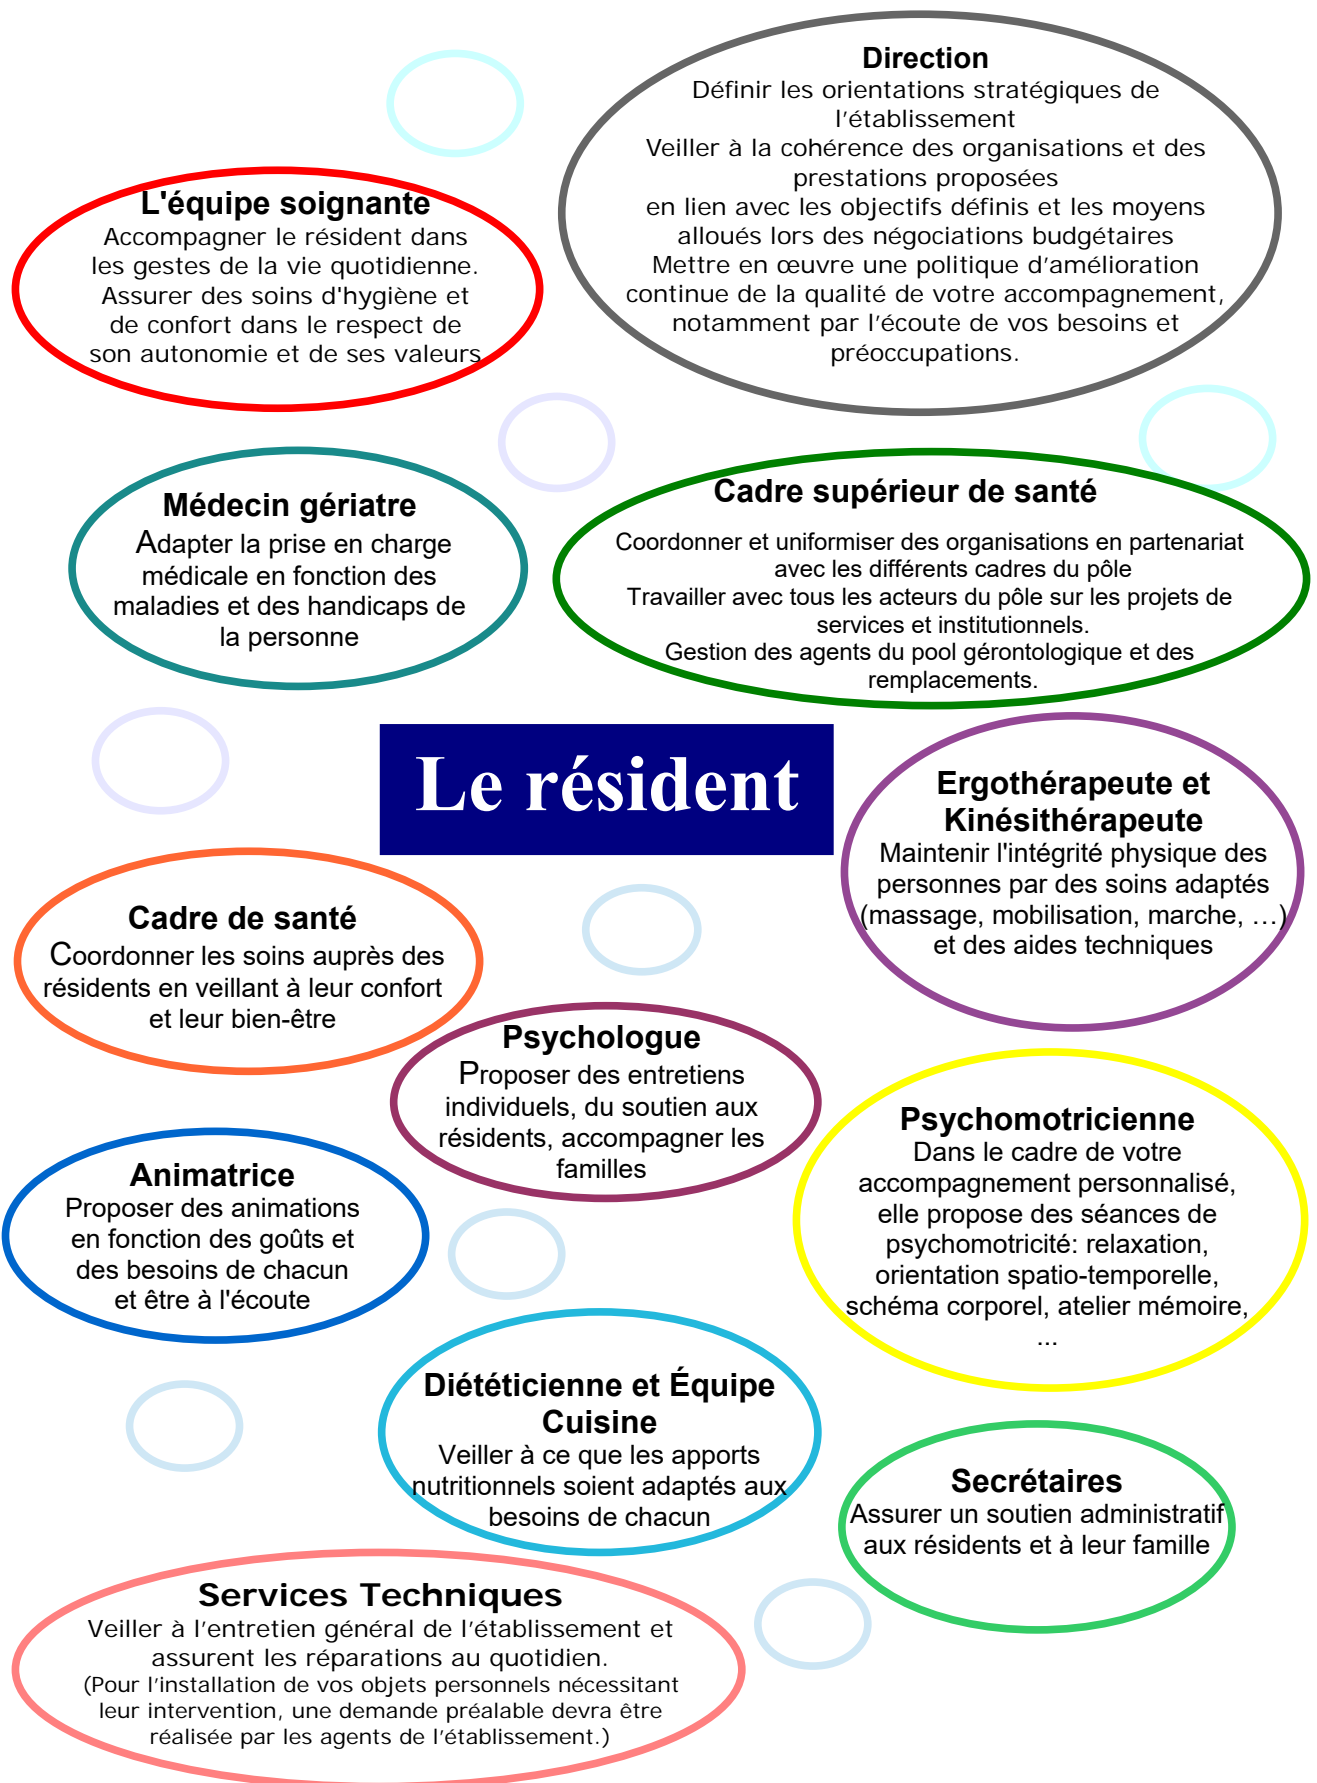 Direction
Définir les orientations stratégiques de
l’établissement
Veiller à la cohérence des organisations et des
prestations proposées
en lien avec les objectifs définis et les moyens
alloués lors des négociations budgétaires
Mettre en œuvre une politique d’amélioration
continue de la qualité de votre accompagnement,
notamment par l’écoute de vos besoins et
préoccupations.
L'équipe soignante
Accompagner le résident dans
les gestes de la vie quotidienne.
Assurer des soins d'hygiène et
de confort dans le respect de
son autonomie et de ses valeurs
Médecin gériatre
Adapter la prise en charge
médicale en fonction des
maladies et des handicaps de
la personne
Cadre supérieur de santé
Coordonner et uniformiser des organisations en partenariat
avec les différents cadres du pôle
Travailler avec tous les acteurs du pôle sur les projets de
services et institutionnels.
Gestion des agents du pool gérontologique et des
remplacements.
Le résident
Ergothérapeute et
Kinésithérapeute
Maintenir l'intégrité physique des
personnes par des soins adaptés
(massage, mobilisation, marche, …)
et des aides techniques
Cadre de santé
Coordonner les soins auprès des
résidents en veillant à leur confort
et leur bien-être
Psychologue
Proposer des entretiens
individuels, du soutien aux
résidents, accompagner les
familles
Psychomotricienne
Dans le cadre de votre
accompagnement personnalisé,
elle propose des séances de
psychomotricité: relaxation,
orientation spatio-temporelle,
schéma corporel, atelier mémoire,
...
Animatrice
Proposer des animations
en fonction des goûts et
des besoins de chacun
et être à l'écoute
Diététicienne et Équipe
Cuisine
Veiller à ce que les apports
nutritionnels soient adaptés aux
besoins de chacun
Secrétaires
Assurer un soutien administratif
aux résidents et à leur famille
Services Techniques
Veiller à l’entretien général de l’établissement et
assurent les réparations au quotidien.
(Pour l’installation de vos objets personnels nécessitant
leur intervention, une demande préalable devra être
réalisée par les agents de l’établissement.)